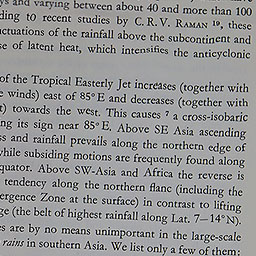 ys and varying between about 40 and more than 100
ding to recent studies by C. R. V. RAMAN 19, these
uctuations of the rainfall above the subcontinent and
se of latent heat, which intensifies the anticyclonic
of the Tropical Easterly Jet increases (together with
e winds) east of 85° E and decreases (together with
t) towards the west. This causes 7 a cross-isobaric
ng its sign near 85° E. Above SE Asia ascending
s and rainfall prevails along the northern edge of
while subsiding motions are frequently found along
quator. Above SW-Asia and Africa the reverse is
tendency along the northern flanc (including the
ergence Zone at the surface) in contrast to lifting
ge (the belt of highest rainfall along Lat. 7–14° N).
es are by no means unimportant in the large-scale
rains in southern Asia. We list only a few of them: